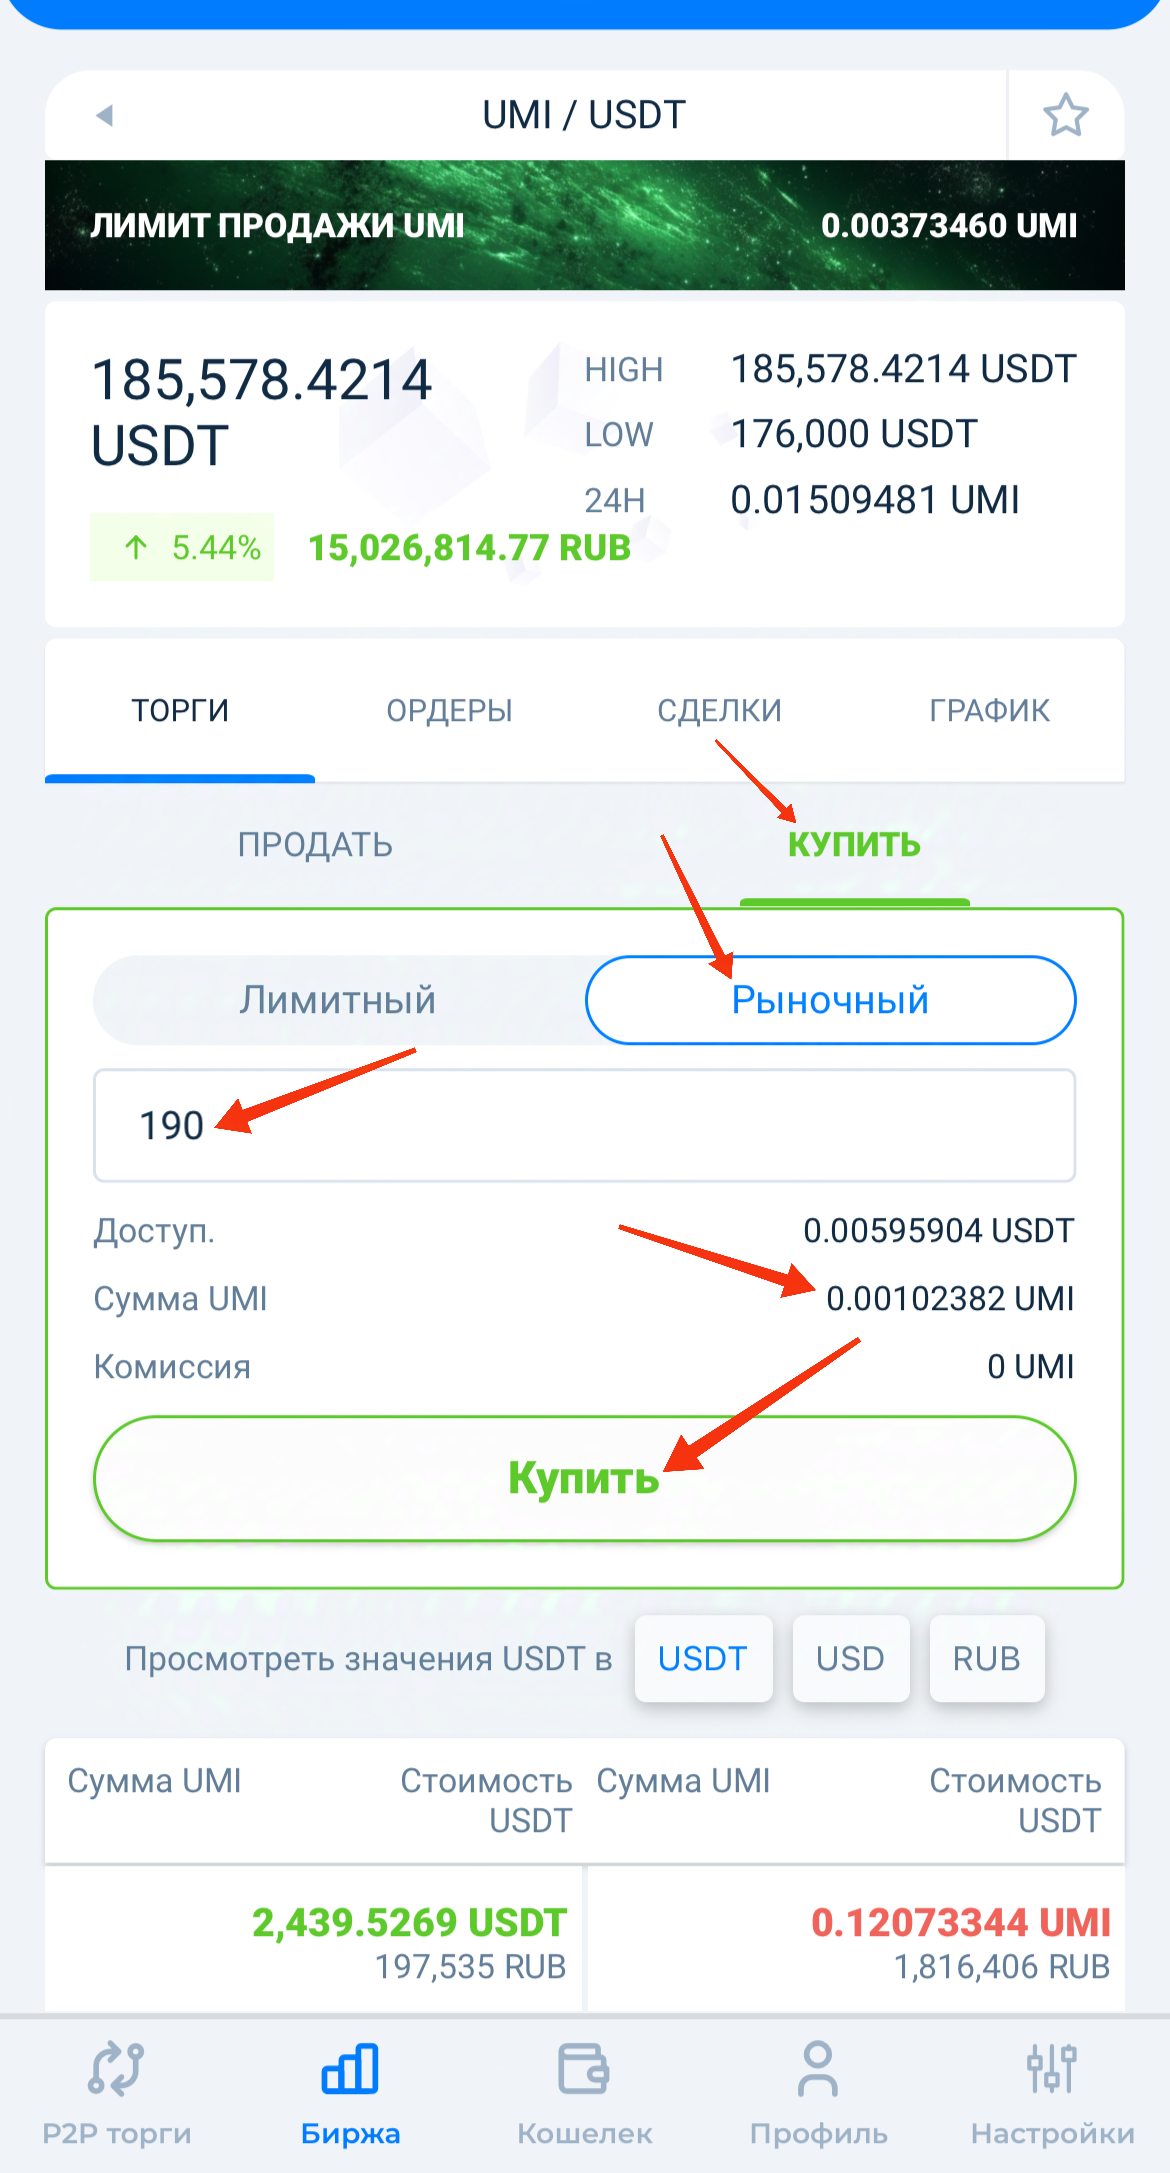 UMI / USDT
ЛИМИТ ПРОДАЖИ UMI 0.00373460 UMI
185,578.4214
USDT
HIGH 185,578.4214 USDT
LOW 176,000 USDT
24H 0.01509481 UMI
↑ 5.44% 15,026,814.77 RUB
ТОРГИ ОРДЕРЫ СДЕЛКИ ГРАФИК
ПРОДАТЬ КУПИТЬ
Лимитный Рыночный
190
Доступ. 0.00595904 USDT
Сумма UMI 0.00102382 UMI
Комиссия 0 UMI
Купить
Просмотреть значения USDT в USDT USD RUB
Сумма UMI Стоимость USDT Сумма UMI Стоимость USDT
2,439.5269 USDT 0.12073344 UMI
197,535 RUB 1,816,406 RUB
P2P торги Биржа Кошелек Профиль Настройки